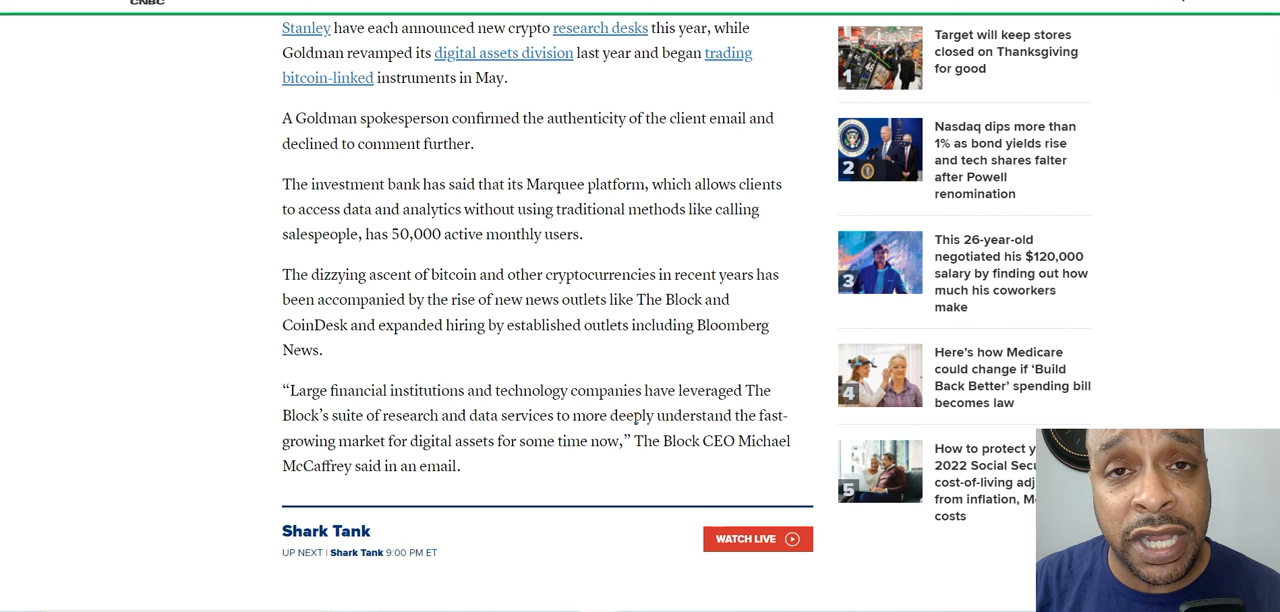 CNBC
Stanley have each announced new crypto research desks this year, while
Goldman revamped its digital assets division last year and began trading
bitcoin-linked instruments in May.
A Goldman spokesperson confirmed the authenticity of the client email and
declined to comment further.
The investment bank has said that its Marquee platform, which allows clients
to access data and analytics without using traditional methods like calling
salespeople, has 50,000 active monthly users.
The dizzying ascent of bitcoin and other cryptocurrencies in recent years has
been accompanied by the rise of new news outlets like The Block and
CoinDesk and expanded hiring by established outlets including Bloomberg
News.
“Large financial institutions and technology companies have leveraged The
Block’s suite of research and data services to more deeply understand the fast-
growing market for digital assets for some time now,” The Block CEO Michael
McCaffrey said in an email.
Shark Tank
UP NEXT | Shark Tank 9:00 PM ET
WATCH LIVE
1
Target will keep stores
closed on Thanksgiving
for good
2
Nasdaq dips more than
1% as bond yields rise
and tech shares falter
after Powell
renomination
3
This 26-year-old
negotiated his $120,000
salary by finding out how
much his coworkers
make
4
Here’s how Medicare
could change if ‘Build
Back Better’ spending bill
becomes law
5
How to protect y
2022 Social Secu
cost-of-living adj
from inflation, M
costs